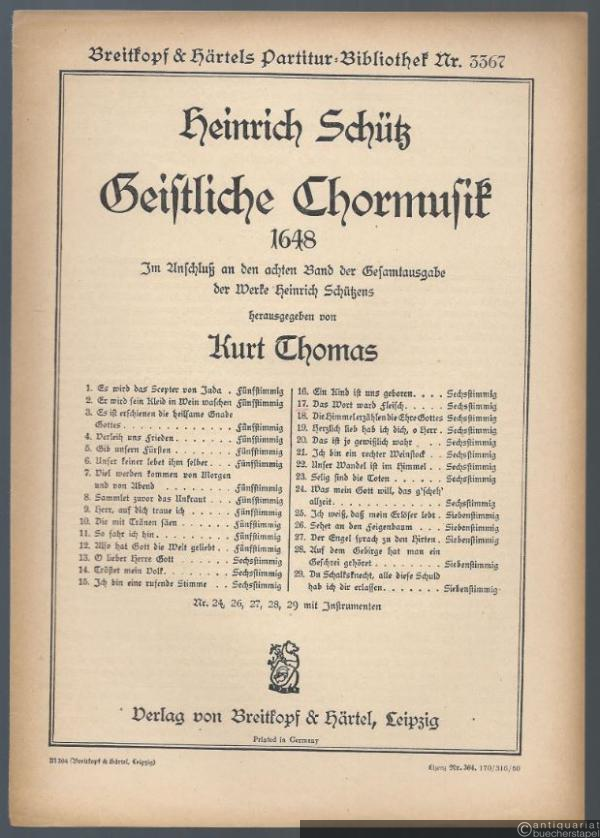 Breitkopf & Härtels Partitur-Bibliothek Nr. 3367
Heinrich Schütz
Geistliche Chormusik
1648
Im Anschluß an den achten Band der Gesamtausgabe
der Werke Heinrich Schützens
herausgegeben von
Kurt Thomas
1. Es wird das Scepter von Juda . Fünfstimmig
2. Er wird sein Kleid in Wein waschen Fünfstimmig
3. Es ist erschienen die heilsame Gnade
Gottes . . . . . . . . . . . . Fünfstimmig
4. Verleih uns Frieden . . . . . . . Fünfstimmig
5. Gib unsern Fürsten . . . . . . . Fünfstimmig
6. Unser keiner lebet ihm selber . . Fünfstimmig
7. Viel werden kommen von Morgen
und von Abend . . . . . . . Fünfstimmig
8. Sammlet zuvor das Unkraut . . Fünfstimmig
9. Herr, auf dich traue ich . . . . . Fünfstimmig
10. Die mit Tränen säen . . . . . . Fünfstimmig
11. So fahr ich hin . . . . . . . . . Fünfstimmig
12. Also hat Gott die Welt geliebt . . Fünfstimmig
13. O lieber Herre Gott . . . . . . Sechsstimmig
14. Tröstet mein Volk . . . . . . . Sechsstimmig
15. Ich bin eine rufende Stimme . . Sechsstimmig
16. Ein Kind ist uns geboren . . . . Sechsstimmig
17. Das Wort ward Fleisch . . . . . Sechsstimmig
18. Die Himmel erzählen die Ehre Gottes Sechsstimmig
19. Herzlich lieb hab ich dich, o Herr . Sechsstimmig
20. Das ist je gewißlich wahr . . . Sechsstimmig
21. Ich bin ein rechter Weinstock . . Sechsstimmig
22. Unser Wandel ist im Himmel . . Sechsstimmig
23. Selig sind die Toten . . . . . . Sechsstimmig
24. Was mein Gott will, das g'scheh'
allzeit . . . . . . . . . . . . Sechsstimmig
25. Ich weiß, daß mein Erlöser lebt . Siebenstimmig
26. Sehet an den Feigenbaum . . . Siebenstimmig
27. Der Engel sprach zu den Hirten . Siebenstimmig
28. Auf dem Gebirge hat man ein
Geschrei gehöret . . . . . . . Siebenstimmig
29. Du Schalksknecht, alle diese Schuld
hab ich dir erlassen . . . . . . Siebenstimmig
Nr. 24, 26, 27, 28, 29 mit Instrumenten
Verlag von Breitkopf & Härtel, Leipzig
Printed in Germany
(Breitkopf & Härtel, Leipzig)
Nr. 364. 170/316/60
antiquariat
buecherstapel